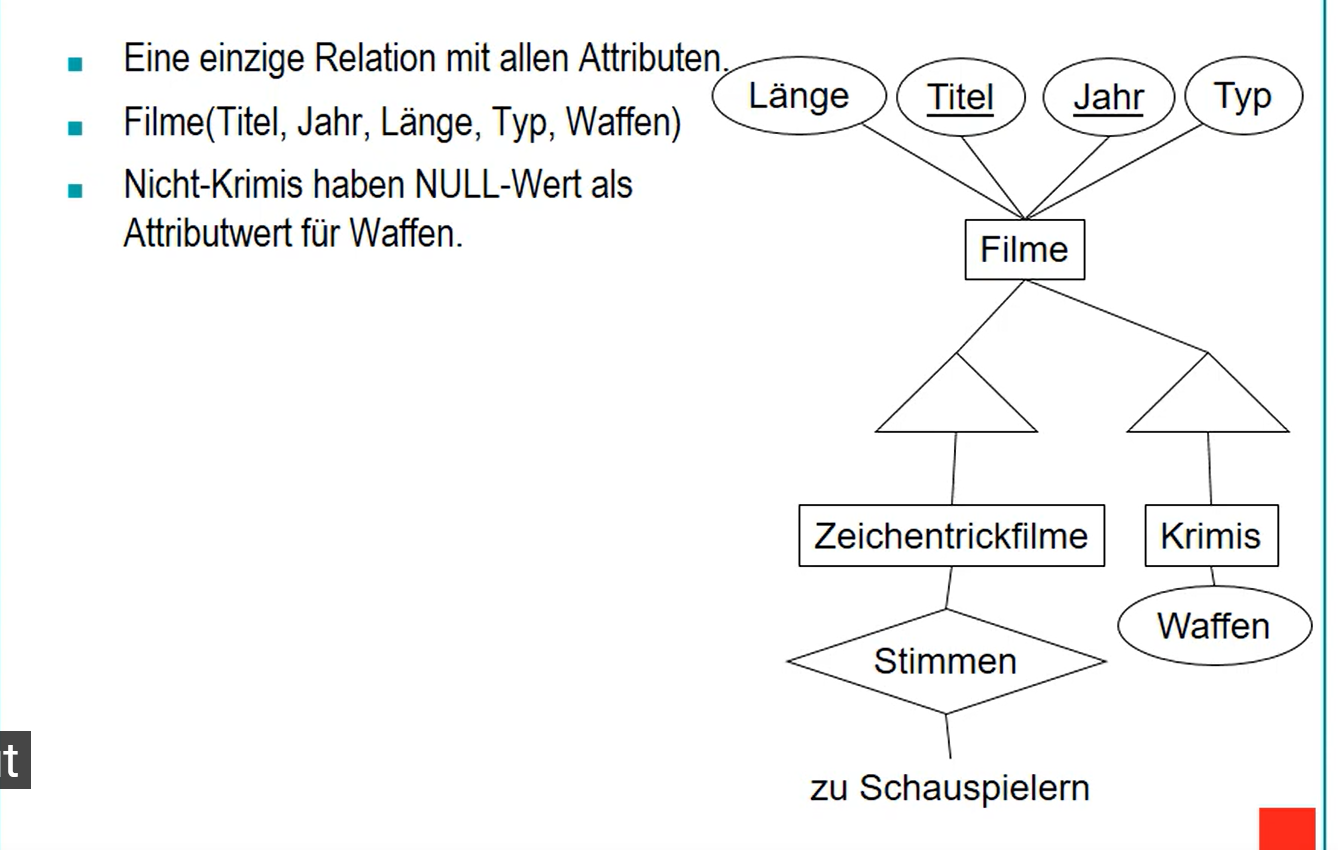 Eine einzige Relation mit allen Attributen.
Filme(Titel, Jahr, Länge, Typ, Waffen)
Nicht-Krimis haben NULL-Wert als
Attributwert für Waffen.
Länge
Titel
Jahr
Typ
Filme
Zeichentrickfilme
Krimis
Waffen
Stimmen
zu Schauspielern